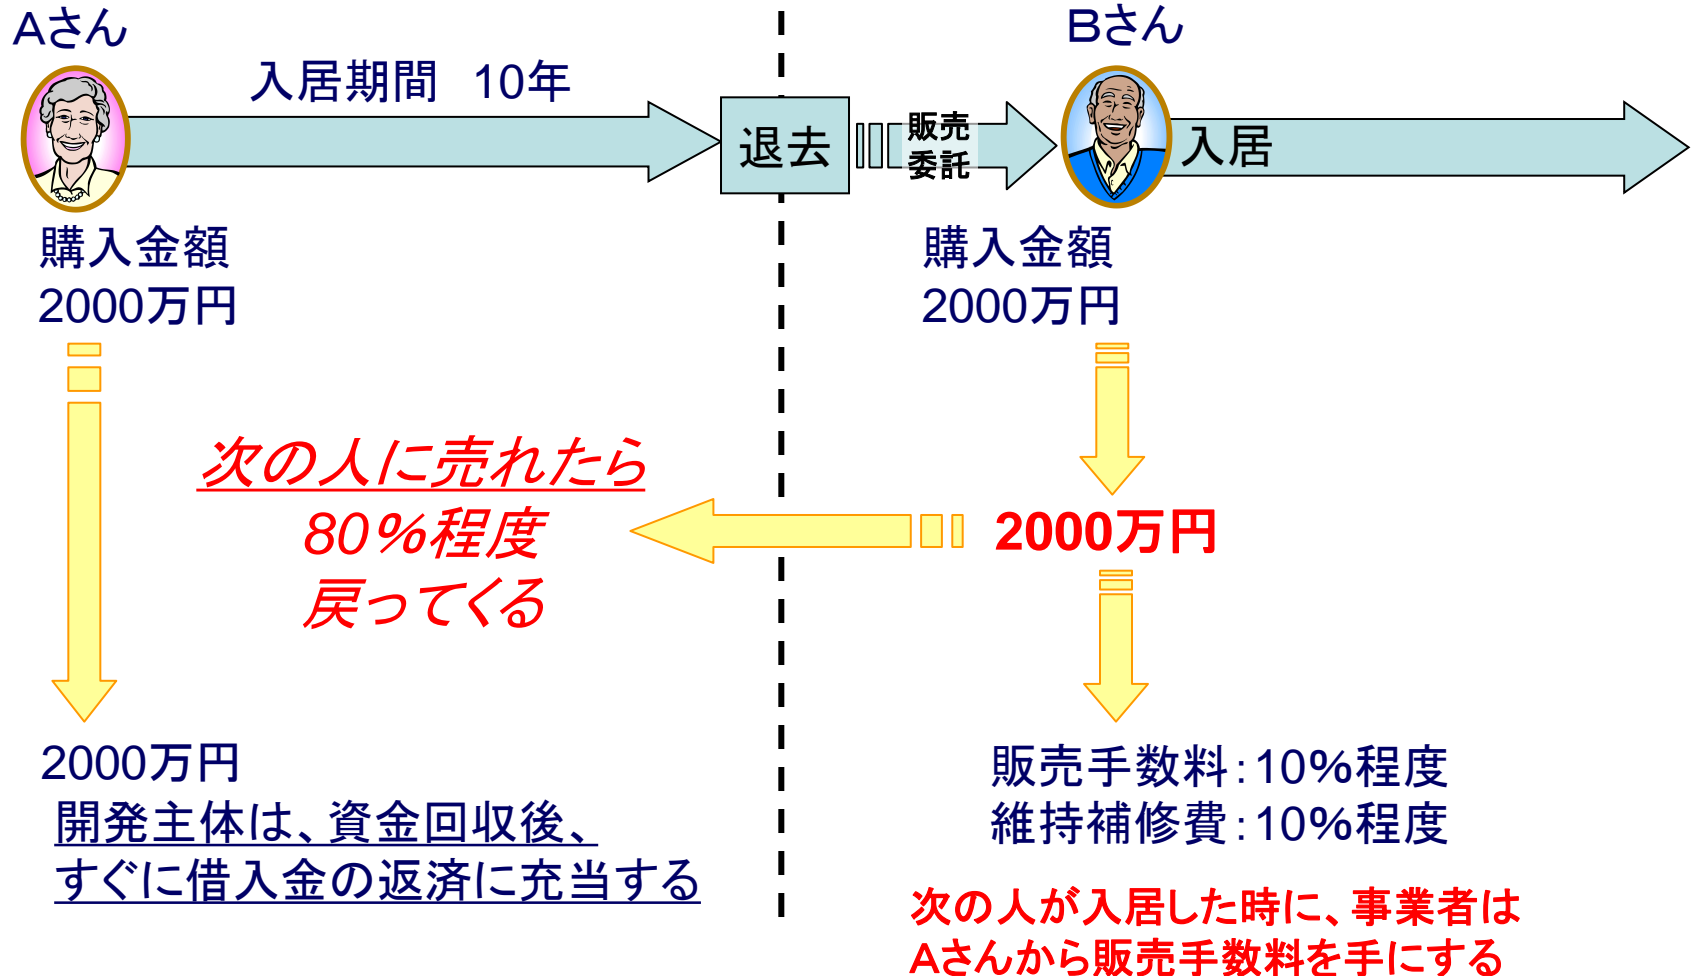 Aさん
入居期間　10年
退去
販売
委託
Bさん
入居
購入金額
2000万円
購入金額
2000万円
次の人に売れたら
80％程度
戻ってくる
2000万円
2000万円
開発主体は、資金回収後、
すぐに借入金の返済に充当する
販売手数料：10％程度
維持補修費：10％程度
次の人が入居した時に、事業者は
Aさんから販売手数料を手にする